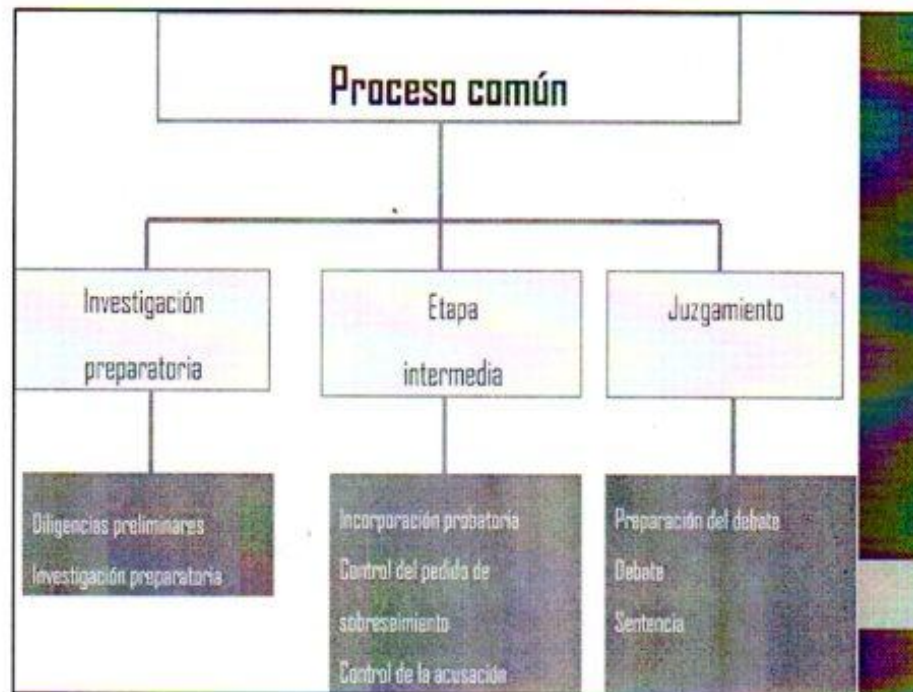 Proceso común
Investigación
preparatoria
Etapa
intermedia
Juzgamiento
Diligencias preliminares
Investigación preparatoria
Incorporación probatoria
Control del pedido de
sobreseimiento
Control de la acusación
Preparación del debate
Debate
Sentencia